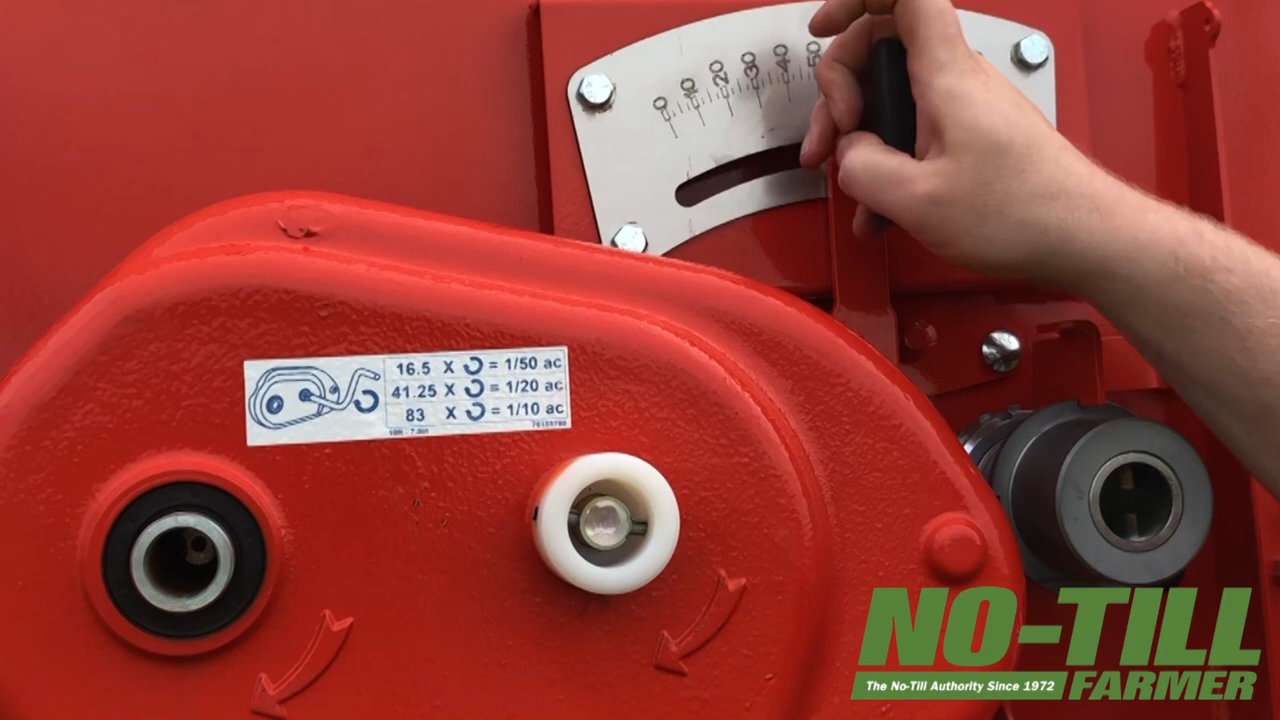 0 10 20 30 40 50
16.5 X = 1/50 ac
41.25 X = 1/20 ac
83 X = 1/10 ac
NO-TILL
The No-Till Authority Since 1972 FARMER